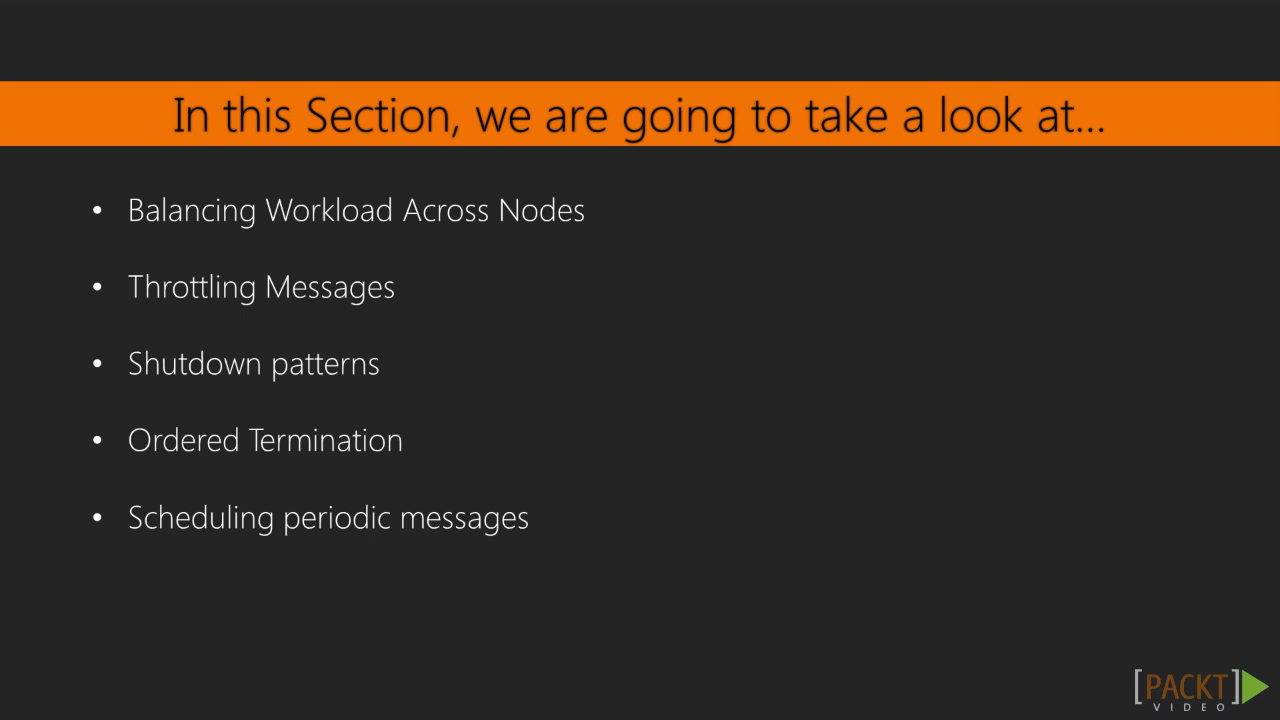 In this Section, we are going to take a look at...
• Balancing Workload Across Nodes
• Throttling Messages
• Shutdown patterns
• Ordered Termination
• Scheduling periodic messages
[PACKT]
VIDEO